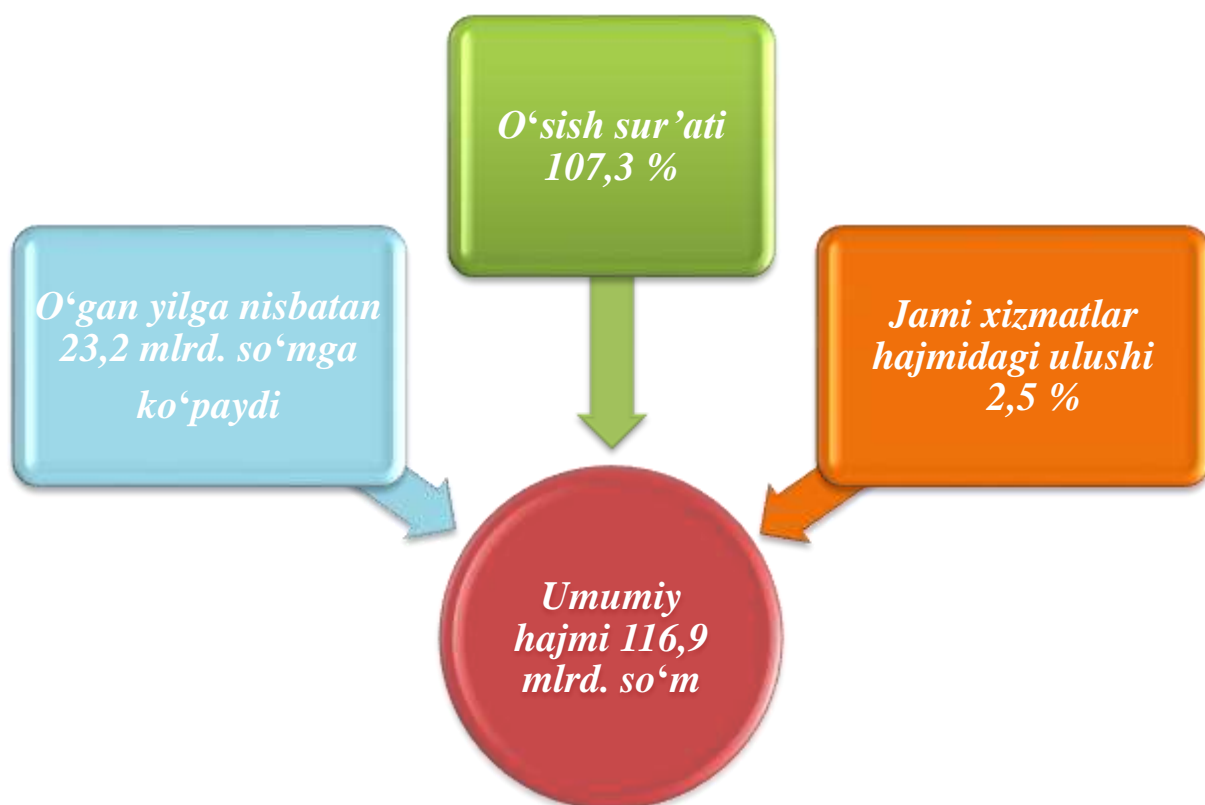 O‘sish sur’ati
107,3 %
O‘gan yilga nisbatan
23,2 mlrd. so‘mga
ko‘paydi
Jami xizmatlar
hajmidagi ulushi
2,5 %
Umumiy
hajmi 116,9
mlrd. so‘m